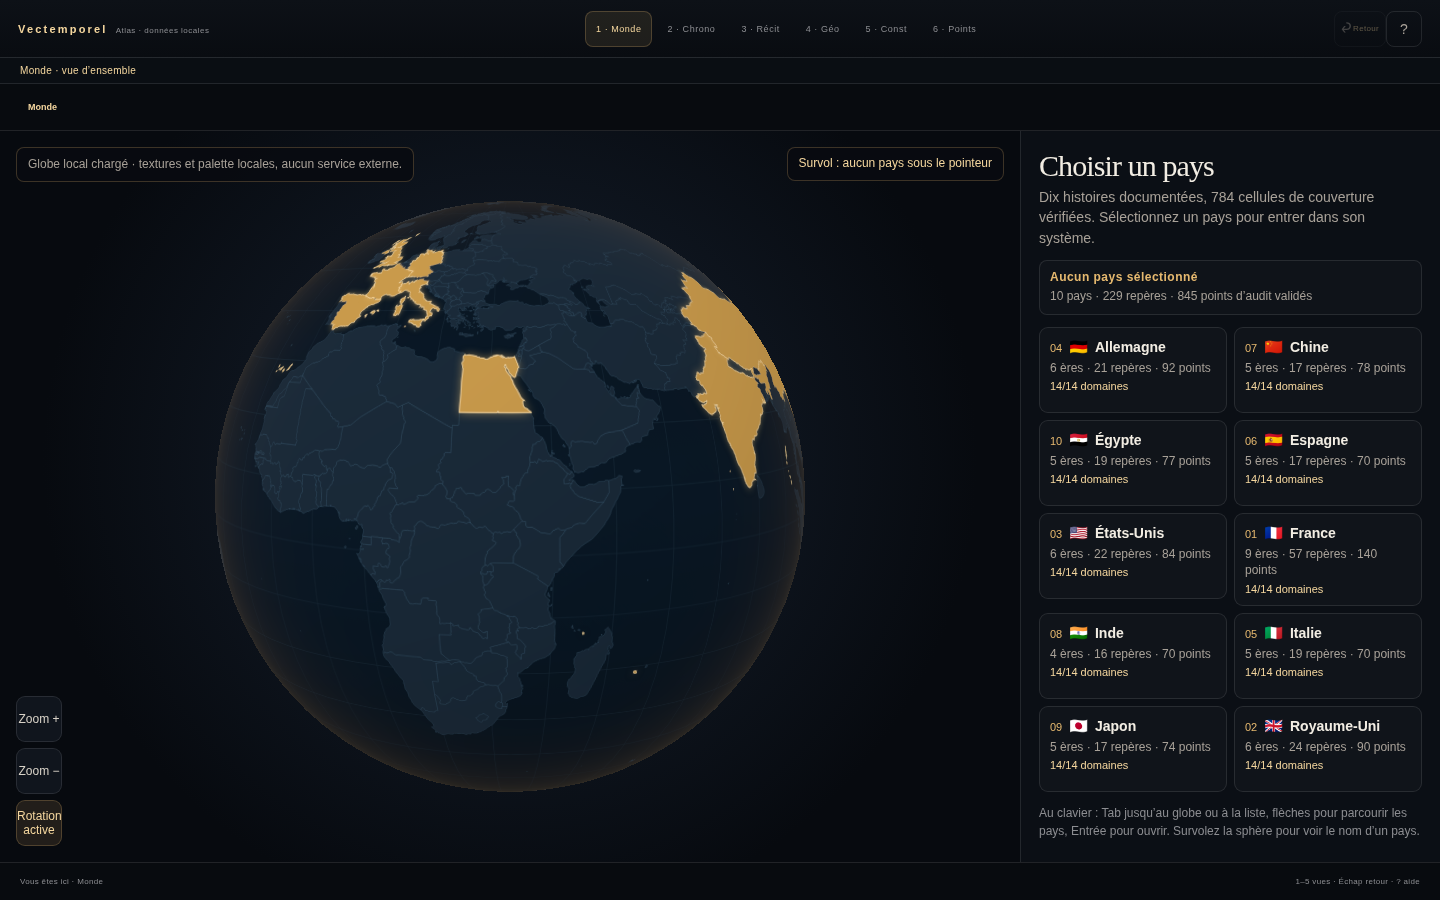 Vectemporel Atlas · données locales
1 · Monde
2 · Chrono
3 · Récit
4 · Géo
5 · Const
6 · Points
Retour
?
Monde · vue d’ensemble
Monde
Globe local chargé · textures et palette locales, aucun service externe.
Survol : aucun pays sous le pointeur
Zoom +
Zoom −
Rotation
active
Choisir un pays
Dix histoires documentées, 784 cellules de couverture
vérifiées. Sélectionnez un pays pour entrer dans son
système.
Aucun pays sélectionné
10 pays · 229 repères · 845 points d’audit validés
04 Allemagne
6 ères · 21 repères · 92 points
14/14 domaines
07 Chine
5 ères · 17 repères · 78 points
14/14 domaines
10 Égypte
5 ères · 19 repères · 77 points
14/14 domaines
06 Espagne
5 ères · 17 repères · 70 points
14/14 domaines
03 États-Unis
6 ères · 22 repères · 84 points
14/14 domaines
01 France
9 ères · 57 repères · 140
points
14/14 domaines
08 Inde
4 ères · 16 repères · 70 points
14/14 domaines
05 Italie
5 ères · 19 repères · 70 points
14/14 domaines
09 Japon
5 ères · 17 repères · 74 points
14/14 domaines
02 Royaume-Uni
6 ères · 24 repères · 90 points
14/14 domaines
Au clavier : Tab jusqu’au globe ou à la liste, flèches pour parcourir les
pays, Entrée pour ouvrir. Survolez la sphère pour voir le nom d’un pays.
Vous êtes ici · Monde
1–5 vues · Échap retour · ? aide